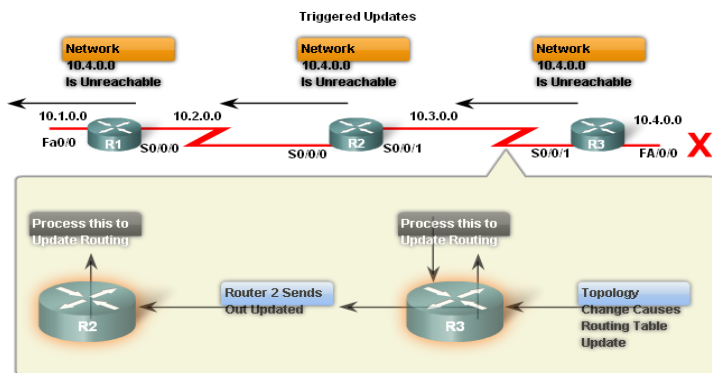 Triggered Updates
Network
10.4.0.0
Is Unreachable
Network
10.4.0.0
Is Unreachable
Network
10.4.0.0
Is Unreachable
10.1.0.0
10.2.0.0
10.3.0.0
10.4.0.0
Fa0/0
R1
S0/0/0
S0/0/0
R2
S0/0/1
S0/0/1
R3
FA/0/0
X
Process this to
Update Routing
Process this to
Update Routing
R2
Router 2 Sends
Out Updated
R3
Topology
Change Causes
Routing Table
Update